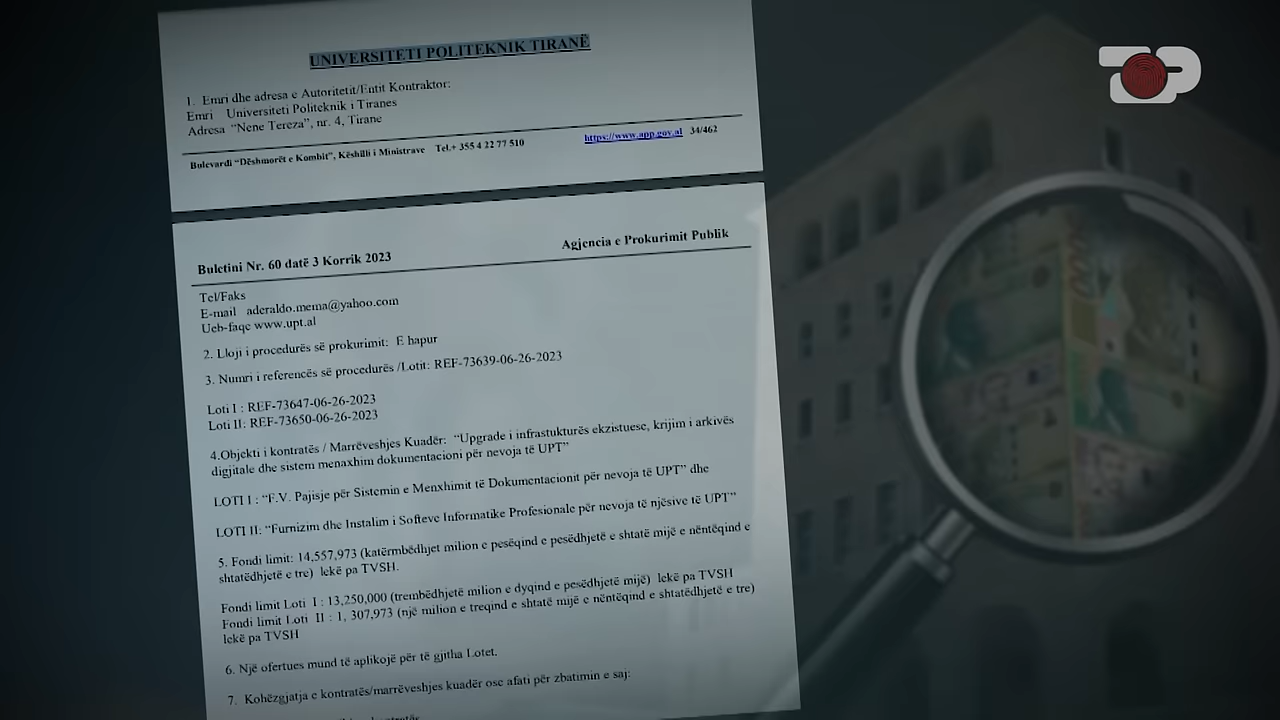 UNIVERSITETI POLITEKNIK TIRANË
1. Emri dhe adresa e Autoritetit/Entit Kontraktor:
Emri Universiteti Politeknik i Tiranes
Adresa “Nene Tereza”, nr. 4, Tirane
Bulevardi “Dëshmorët e Kombit”, Këshilli i Ministrave Tel.+ 355 4 22 77 510 https://www.app.gov.al 34/462
Buletini Nr. 60 datë 3 Korrik 2023 Agjencia e Prokurimit Publik
Tel/Faks
E-mail aderaldo.mema@yahoo.com
Ueb-faqe www.upt.al
2. Lloji i procedurës së prokurimit: E hapur
3. Numri i referencës së procedurës /Lotit: REF-73639-06-26-2023
Loti I : REF-73647-06-26-2023
Loti II: REF-73650-06-26-2023
4.Objekti i kontratës / Marrëveshjes Kuadër: “Upgrade i infrastukturës ekzistuese, krijim i arkivës
digjitale dhe sistem menaxhim dokumentacioni për nevoja të UPT”
LOTI I : “F.V. Pajisje për Sistemin e Menxhimit të Dokumentacionit për nevoja të UPT” dhe
LOTI II: “Furnizim dhe Instalim i Softeve Informatike Profesionale për nevoja të njësive të UPT”
5. Fondi limit: 14,557,973 (katërmbëdhjet milion e pesëqind e pesëdhjetë e shtatë mijë e nëntëqind e
shtatëdhjetë e tre) lekë pa TVSH.
Fondi limit Loti I : 13,250,000 (trembëdhjetë milion e dyqind e pesëdhjetë mijë) lekë pa TVSH
Fondi limit Loti II : 1, 307,973 (një milion e treqind e shtatë mijë e nëntëqind e shtatëdhjetë e tre)
lekë pa TVSH
6. Një ofertues mund të aplikojë për të gjitha Lotet.
7. Kohëzgjatja e kontratës/marrëveshjes kuadër ose afati për zbatimin e saj: